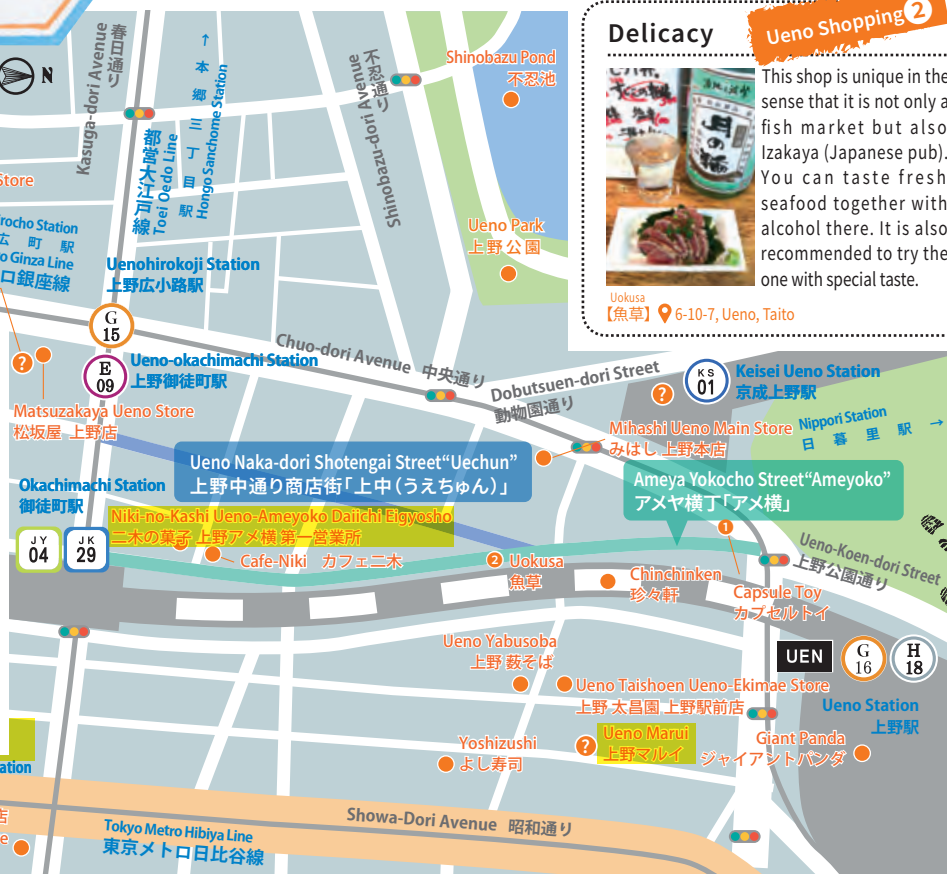 N
Kasuga-dori Avenue
春日通り
↑本郷三丁目駅
Hongo Sanchome Station
都営大江戸線
Toei Oedo Line
不忍通り
Shinobazu-dori Avenue
Shinobazu Pond
不忍池
Ueno Park
上野公園
Store
rocho Station
広町駅
o Ginza Line
ロ銀座線
Uenohirokoji Station
上野広小路駅
G
15
E
09
Ueno-okachimachi Station
上野御徒町駅
?
Matsuzakaya Ueno Store
松坂屋 上野店
Chuo-dori Avenue 中央通り
Dobutsuen-dori Street
動物園通り
Delicacy
Ueno Shopping 2
This shop is unique in the
sense that it is not only a
fish market but also
Izakaya (Japanese pub).
You can taste fresh
seafood together with
alcohol there. It is also
recommended to try the
one with special taste.
Uokusa
【魚草】 6-10-7, Ueno, Taito
?
KS
01
Keisei Ueno Station
京成上野駅
Nippori Station
日暮里駅 →
Mihashi Ueno Main Store
みはし 上野本店
Ueno Naka-dori Shotengai Street“Uechun”
上野中通り商店街「上中(うえちゅん)」
Ameya Yokocho Street“Ameyoko”
アメヤ横丁「アメ横」
Okachimachi Station
御徒町駅
JY
04
JK
29
Niki-no-Kashi Ueno-Ameyoko Daiichi Eigyosho
二木の菓子 上野アメ横 第一営業所
Cafe-Niki カフェ二木
2 Uokusa
魚草
Chinchinken
珍々軒
1
Capsule Toy
カプセルトイ
Ueno-Koen-dori Street
上野公園通り
UEN
G
16
H
18
Ueno Station
上野駅
Ueno Yabusoba
上野 藪そば
Ueno Taishoen Ueno-Ekimae Store
上野 太昌園 上野駅前店
?
Ueno Marui
上野マルイ
Giant Panda
ジャイアントパンダ
Yoshizushi
よし寿司
ation
店
e
Showa-Dori Avenue 昭和通り
Tokyo Metro Hibiya Line
東京メトロ日比谷線